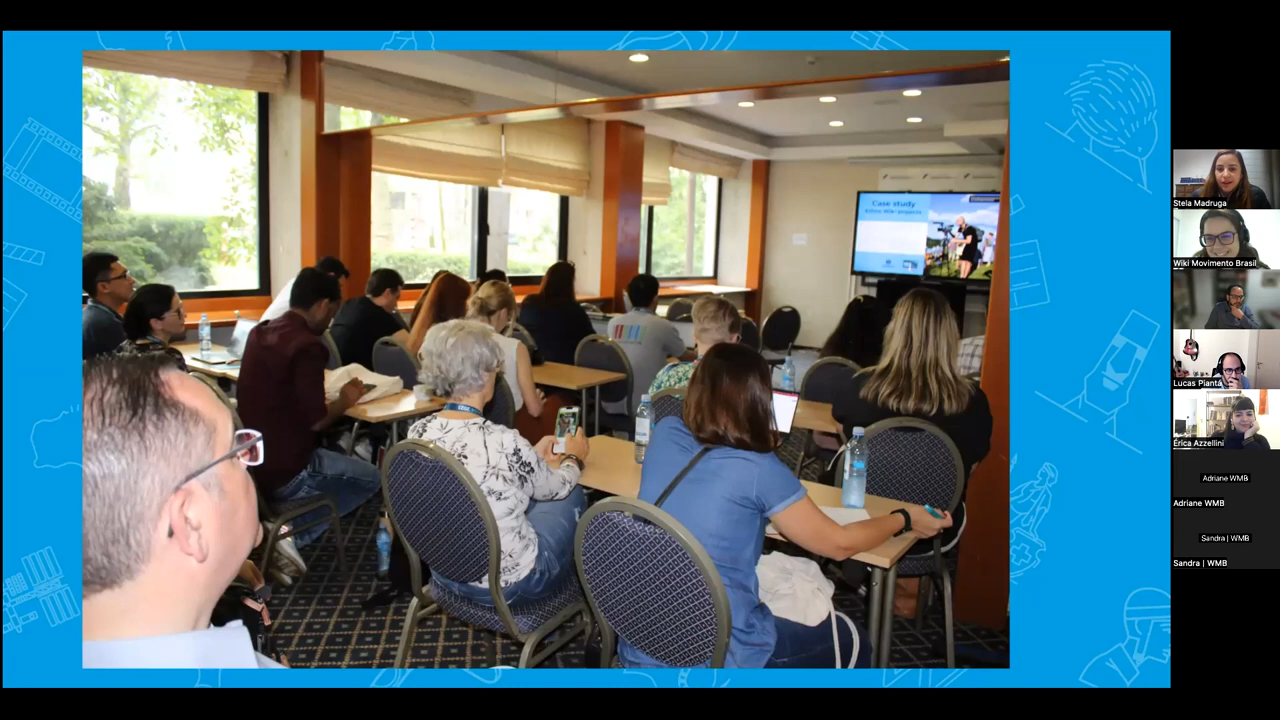 Case study
Stela Madruga
Wiki Movimento Brasil
Lucas Piantá
Érica Azzellini
Adriane WMB
Adriane WMB
Sandra | WMB
Sandra | WMB